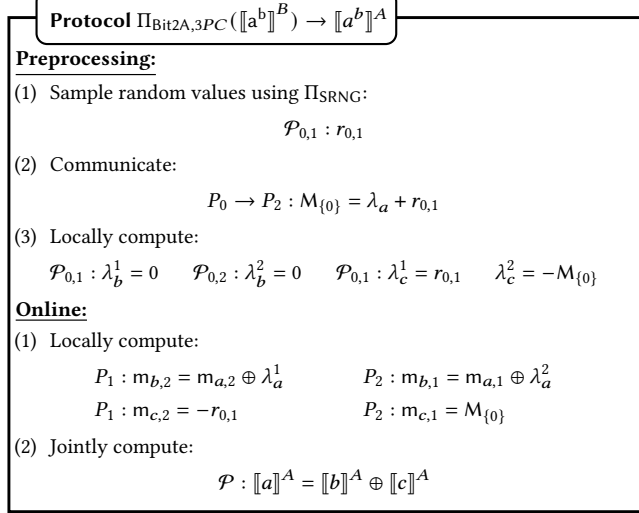 Protocol Π_{Bit2A,3PC}(⟦a^b⟧^B) → ⟦a^b⟧^A
Preprocessing:
(1) Sample random values using Π_{SRNG}:
𝒫_{0,1} : r_{0,1}
(2) Communicate:
P_0 → P_2 : M_{{0}} = λ_a + r_{0,1}
(3) Locally compute:
𝒫_{0,1} : λ_b^1 = 0   𝒫_{0,2} : λ_b^2 = 0   𝒫_{0,1} : λ_c^1 = r_{0,1}   λ_c^2 = −M_{{0}}
Online:
(1) Locally compute:
P_1 : m_{b,2} = m_{a,2} ⊕ λ_a^1   P_2 : m_{b,1} = m_{a,1} ⊕ λ_a^2
P_1 : m_{c,2} = −r_{0,1}   P_2 : m_{c,1} = M_{{0}}
(2) Jointly compute:
𝒫 : ⟦a⟧^A = ⟦b⟧^A ⊕ ⟦c⟧^A